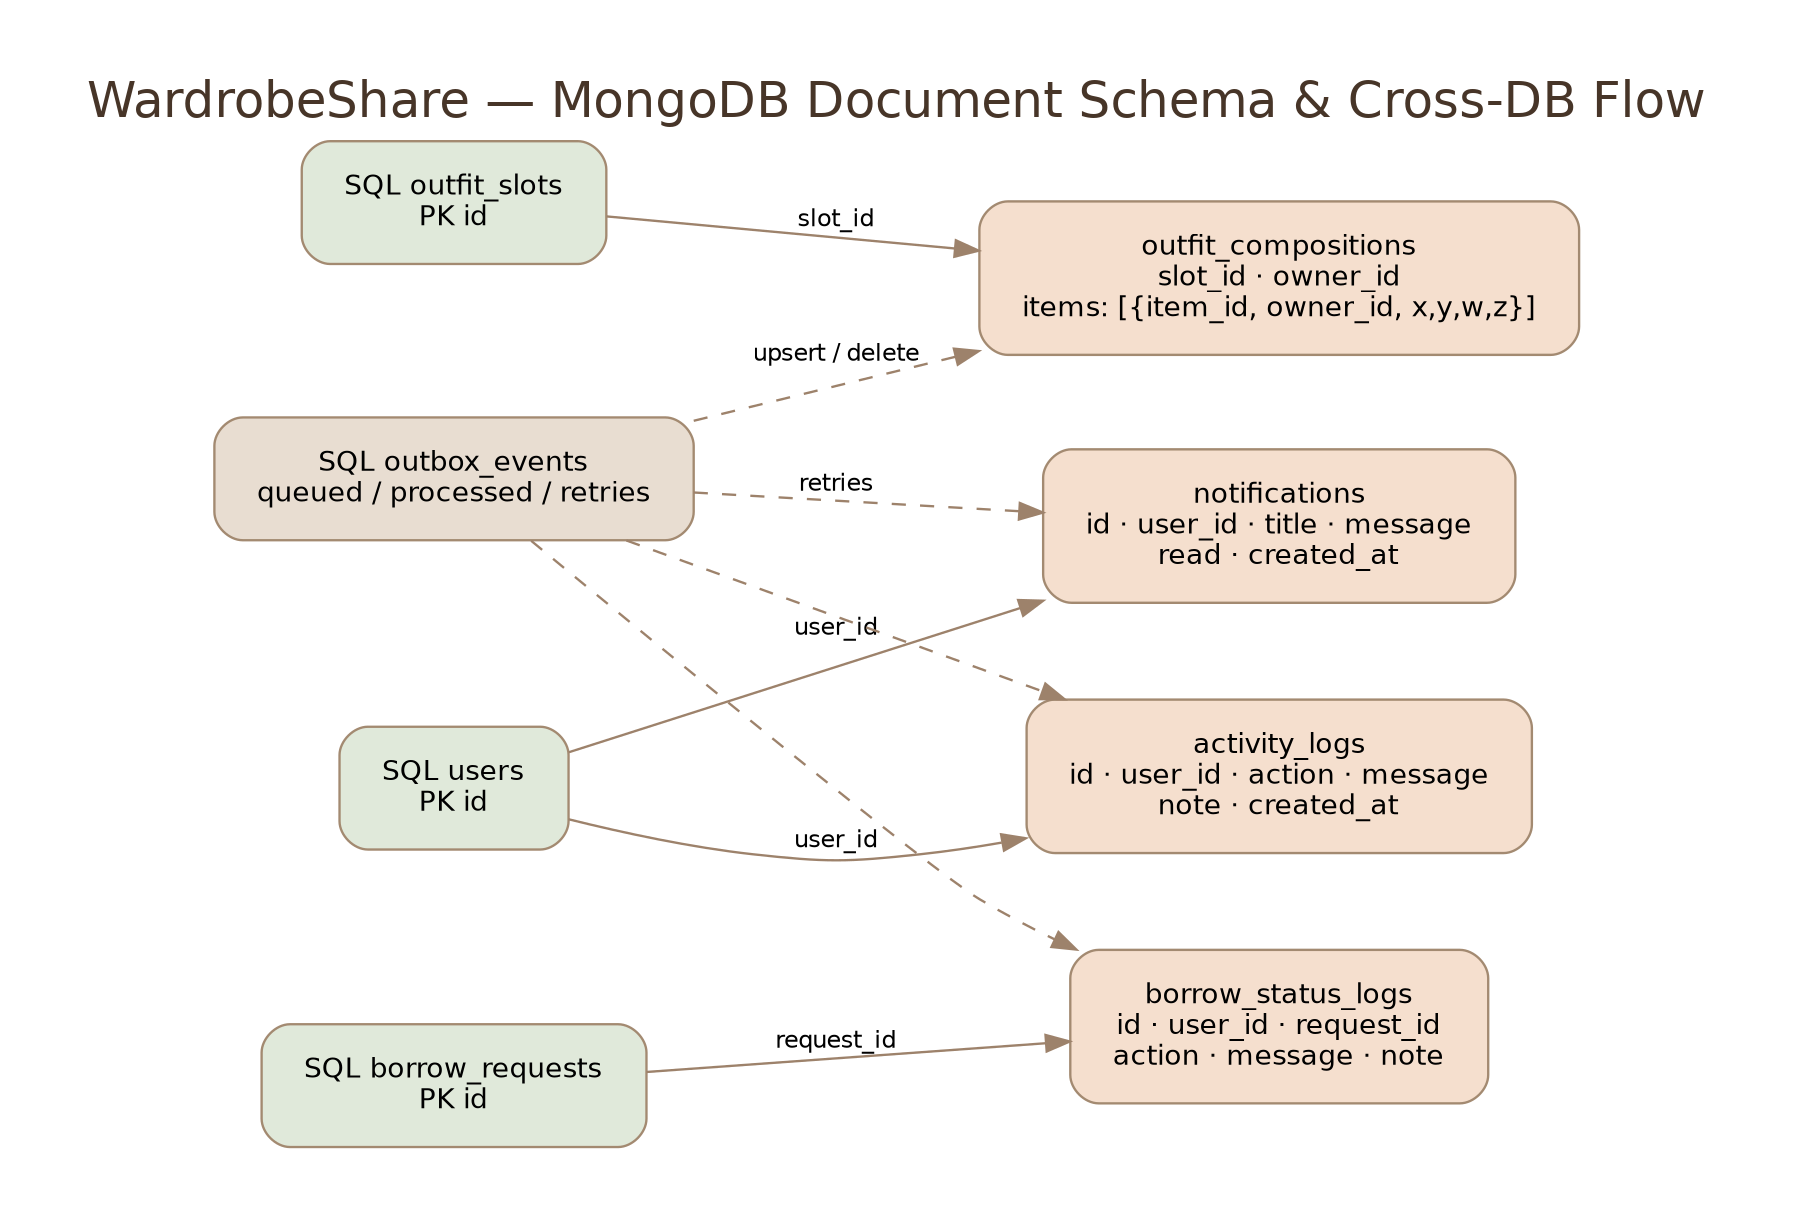 WardrobeShare — MongoDB Document Schema & Cross-DB Flow
SQL outfit_slots
PK id
slot_id
outfit_compositions
slot_id · owner_id
items: [{item_id, owner_id, x,y,w,z}]
upsert / delete
SQL outbox_events
queued / processed / retries
retries
notifications
id · user_id · title · message
read · created_at
user_id
SQL users
PK id
user_id
activity_logs
id · user_id · action · message
note · created_at
borrow_status_logs
id · user_id · request_id
action · message · note
request_id
SQL borrow_requests
PK id